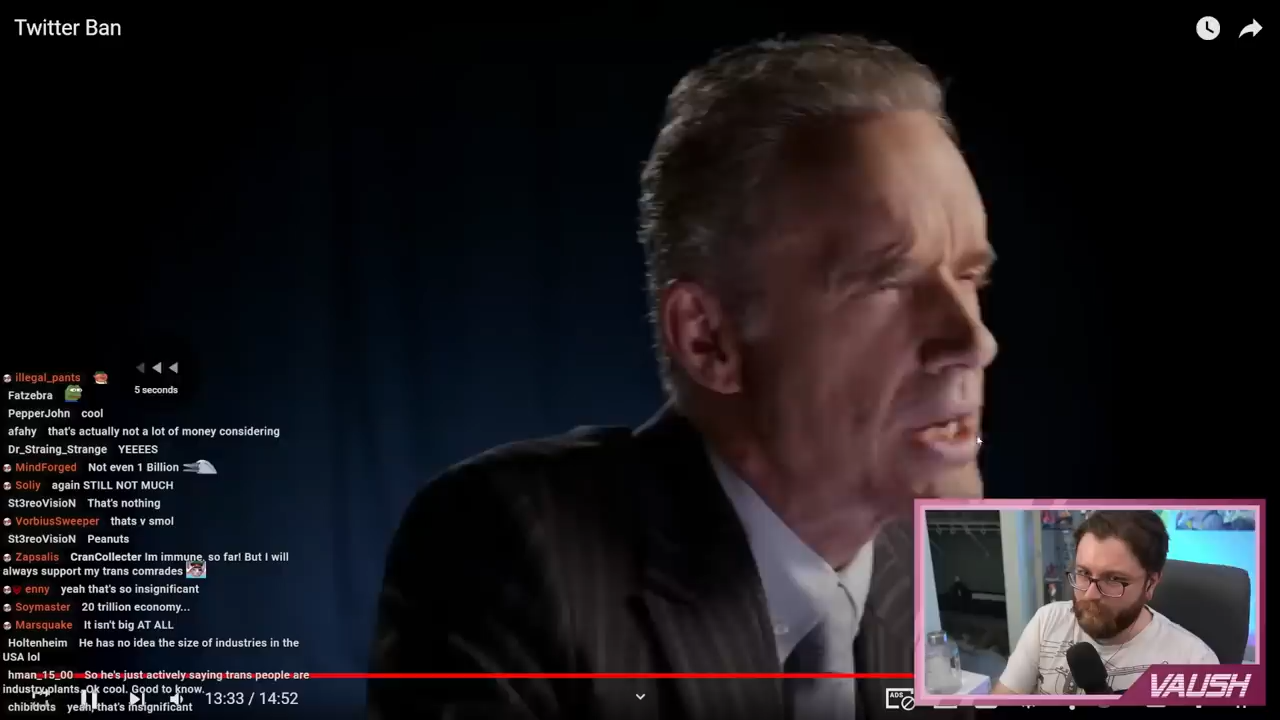 Twitter Ban
5 seconds
illegal_pants
Fatzebra
PepperJohn cool
afahy that's actually not a lot of money considering
Dr_Straing_Strange YEEEES
MindForged Not even 1 Billion
Soliy again STILL NOT MUCH
St3reoVisioN That's nothing
VorbiusSweeper thats v smol
St3reoVisioN Peanuts
Zapsalis CranCollecter Im immune, so far! But I will
always support my trans comrades
enny yeah that's so insignificant
Soymaster 20 trillion economy...
Marsquake It isn't big AT ALL
Holtenheim He has no idea the size of industries in the
USA lol
hman_15_00 So he's just actively saying trans people are
industry plants. Ok cool. Good to know.
chibidots yeah, that's insignificant
13:33 / 14:52
ADS
VAUSH